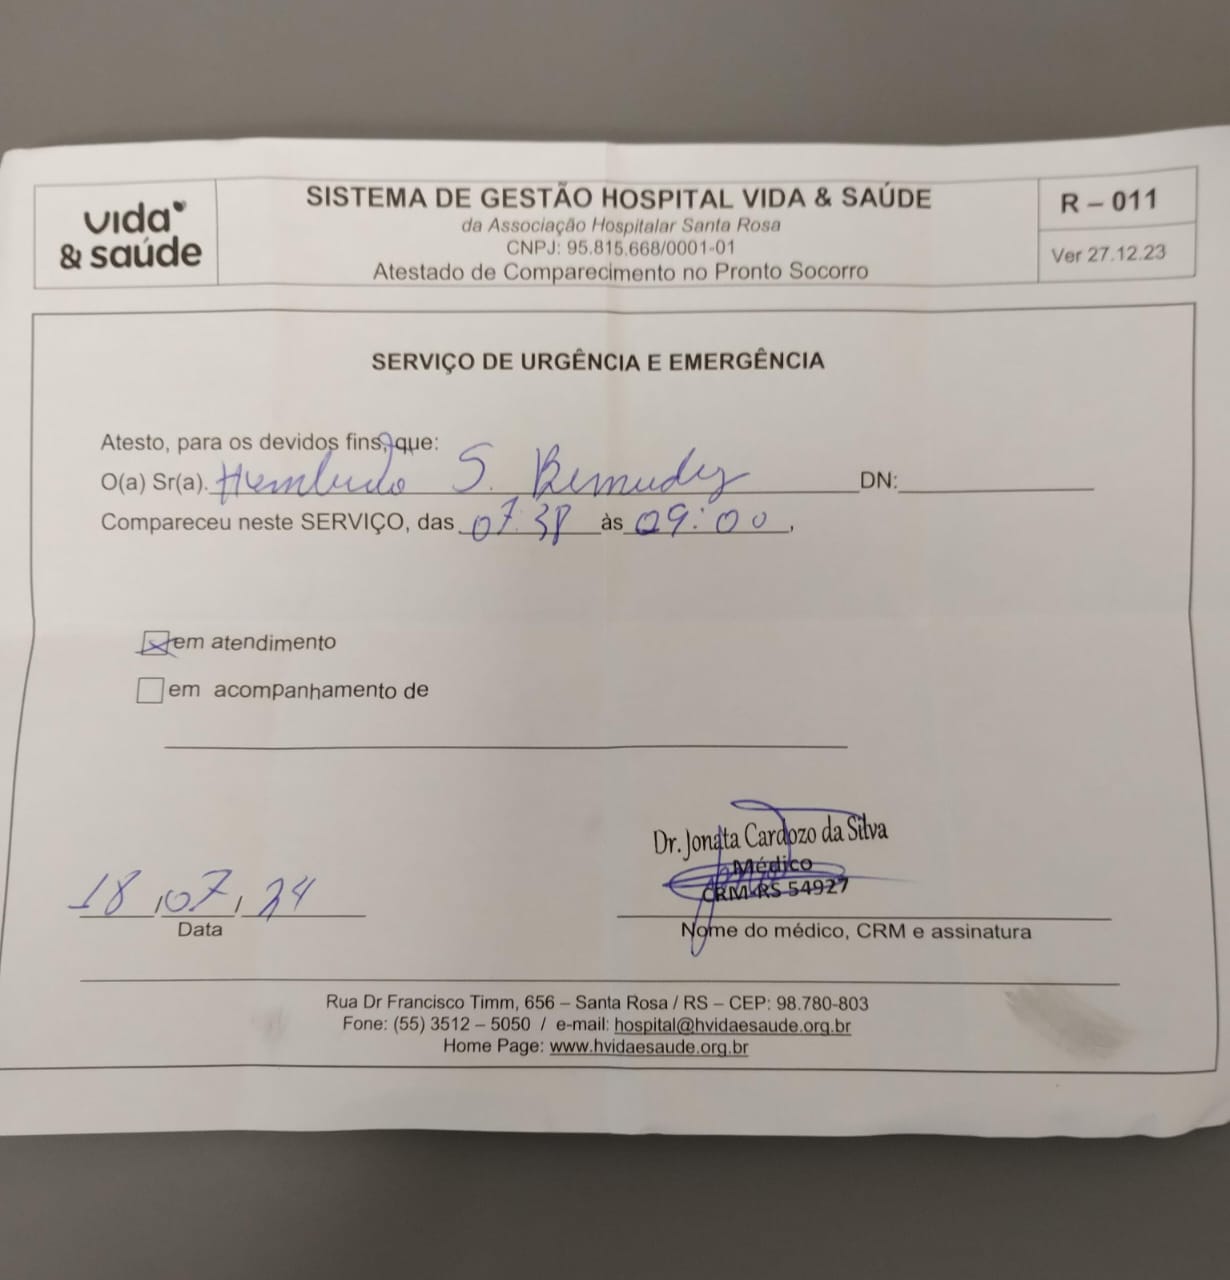 vida
& saúde
SISTEMA DE GESTÃO HOSPITAL VIDA & SAÚDE
da Associação Hospitalar Santa Rosa
CNPJ: 95.815.668/0001-01
Atestado de Comparecimento no Pronto Socorro
R – 011
Ver 27.12.23
SERVIÇO DE URGÊNCIA E EMERGÊNCIA
Atesto, para os devidos fins, que:
O(a) Sr(a). S. DN:
Compareceu neste SERVIÇO, das 07:38 às 09:00,
em atendimento
em acompanhamento de
Dr. Jonata Cardozo da Silva
Médico
CRM-RS 54927
18/07/24
Data
Nome do médico, CRM e assinatura
Rua Dr Francisco Timm, 656 – Santa Rosa / RS – CEP: 98.780-803
Fone: (55) 3512 – 5050 / e-mail: hospital@hvidaesaude.org.br
Home Page: www.hvidaesaude.org.br